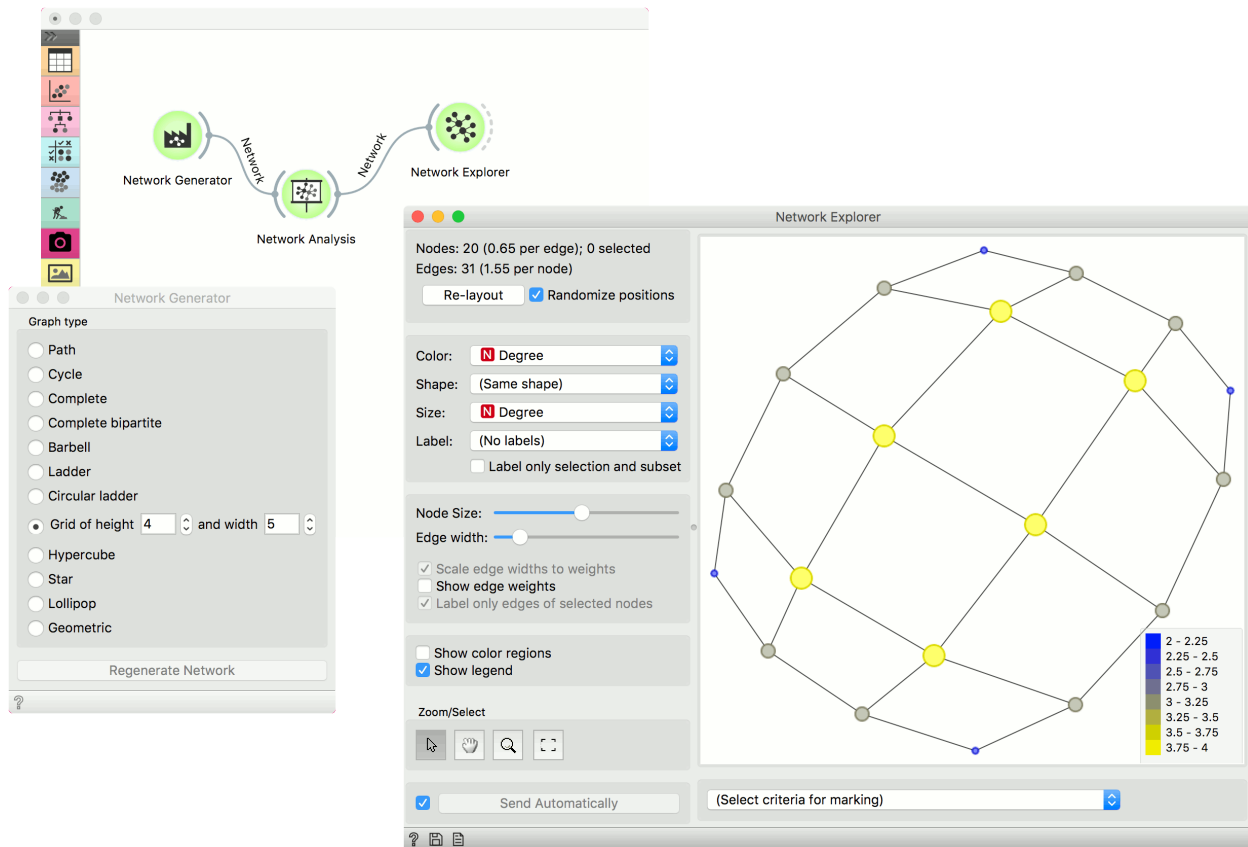 Network Generator
Network
Network Analysis
Network
Network Explorer
Network Generator
Graph type
Path
Cycle
Complete
Complete bipartite
Barbell
Ladder
Circular ladder
Grid of height 4 and width 5
Hypercube
Star
Lollipop
Geometric
Regenerate Network
?
Network Explorer
Nodes: 20 (0.65 per edge); 0 selected
Edges: 31 (1.55 per node)
Re-layout Randomize positions
Color: N Degree
Shape: (Same shape)
Size: N Degree
Label: (No labels)
Label only selection and subset
Node Size:
Edge width:
Scale edge widths to weights
Show edge weights
Label only edges of selected nodes
Show color regions
Show legend
Zoom/Select
Send Automatically
?
2 - 2.25
2.25 - 2.5
2.5 - 2.75
2.75 - 3
3 - 3.25
3.25 - 3.5
3.5 - 3.75
3.75 - 4
(Select criteria for marking)